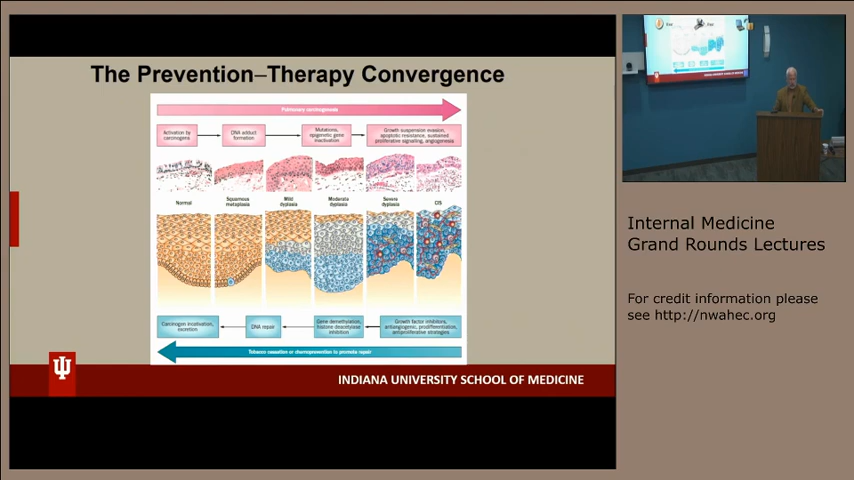 The Prevention–Therapy Convergence
Pulmonary carcinogenesis
Activation by
carcinogens
DNA adduct
formation
Mutations,
epigenetic gene
inactivation
Growth suspension evasion,
apoptotic resistance, sustained
proliferative signaling, angiogenesis
Normal
Squamous
metaplasia
Mild
dysplasia
Moderate
dysplasia
Severe
dysplasia
CIS
Carcinogen inactivation,
excretion
DNA repair
Gene demethylation,
histone deacetylase
inhibition
Growth factor inhibitors,
antiangiogenic, prodifferentiation,
antiproliferative strategies
Tobacco cessation or chemoprevention to promote repair
INDIANA UNIVERSITY SCHOOL OF MEDICINE
Internal Medicine
Grand Rounds Lectures
For credit information please
see http://nwahec.org